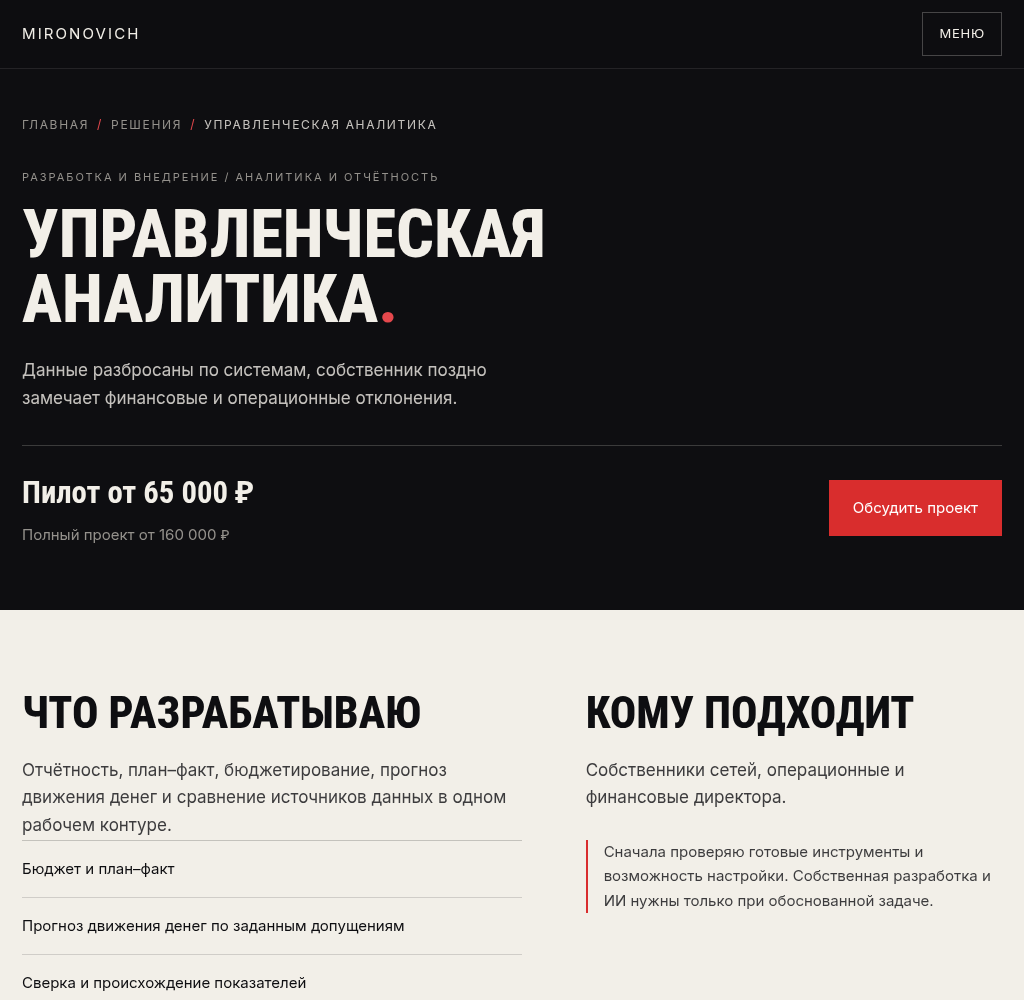 MIRONOVICH
МЕНЮ
ГЛАВНАЯ / РЕШЕНИЯ / УПРАВЛЕНЧЕСКАЯ АНАЛИТИКА
РАЗРАБОТКА И ВНЕДРЕНИЕ / АНАЛИТИКА И ОТЧЁТНОСТЬ
УПРАВЛЕНЧЕСКАЯ
АНАЛИТИКА.
Данные разбросаны по системам, собственник поздно
замечает финансовые и операционные отклонения.
Пилот от 65 000 ₽
Полный проект от 160 000 ₽
Обсудить проект
ЧТО РАЗРАБАТЫВАЮ
Отчётность, план–факт, бюджетирование, прогноз
движения денег и сравнение источников данных в одном
рабочем контуре.
Бюджет и план–факт
Прогноз движения денег по заданным допущениям
Сверка и происхождение показателей
КОМУ ПОДХОДИТ
Собственники сетей, операционные и
финансовые директора.
Сначала проверяю готовые инструменты и
возможность настройки. Собственная разработка и
ИИ нужны только при обоснованной задаче.